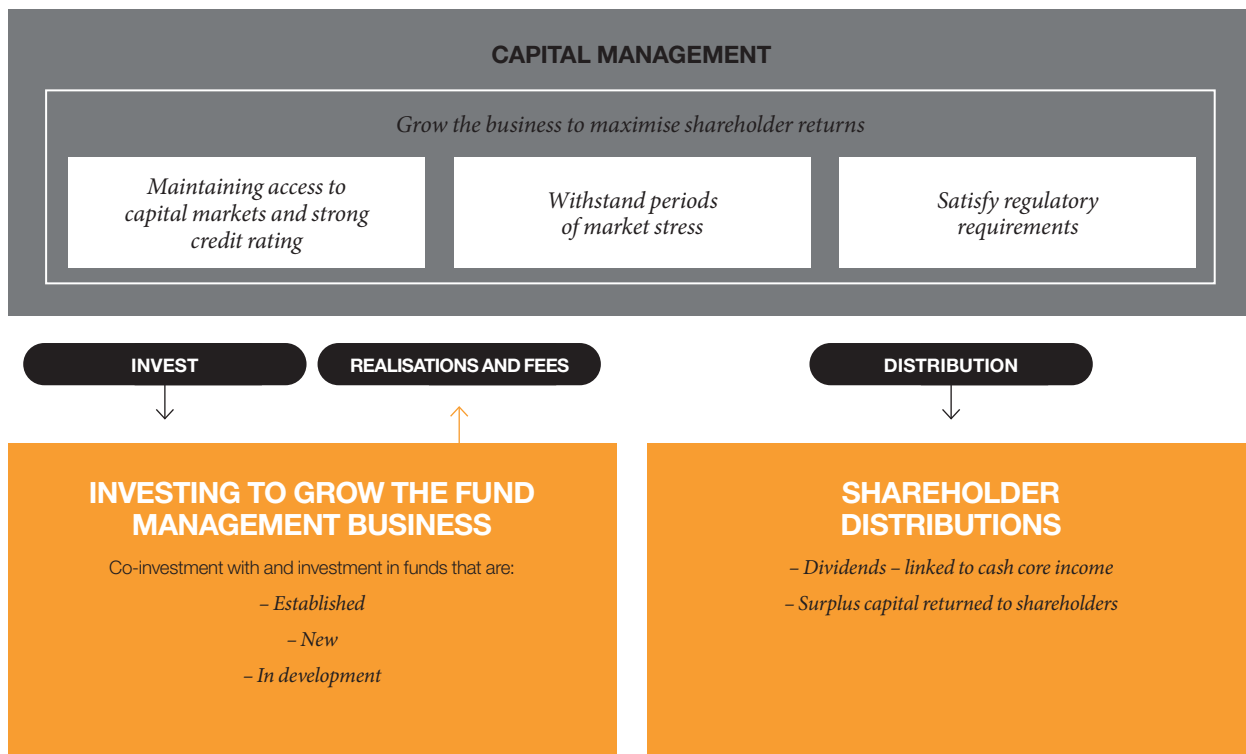 CAPITAL MANAGEMENT
Grow the business to maximise shareholder returns
Maintaining access to
capital markets and strong
credit rating
Withstand periods
of market stress
Satisfy regulatory
requirements
INVEST
REALISATIONS AND FEES
DISTRIBUTION
INVESTING TO GROW THE FUND
MANAGEMENT BUSINESS
Co-investment with and investment in funds that are:
– Established
– New
– In development
SHAREHOLDER
DISTRIBUTIONS
– Dividends – linked to cash core income
– Surplus capital returned to shareholders